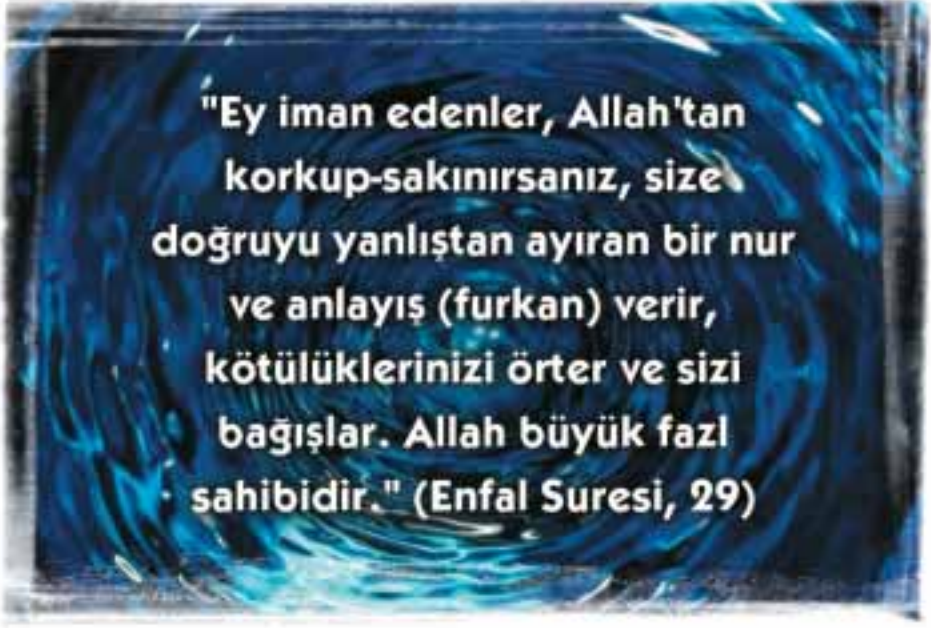 "Ey iman edenler, Allah'tan
korkup-sakınırsanız, size
doğruyu yanlıştan ayıran bir nur
ve anlayış (furkan) verir,
kötülüklerinizi örter ve sizi
bağışlar. Allah büyük fazl
sahibidir." (Enfal Suresi, 29)